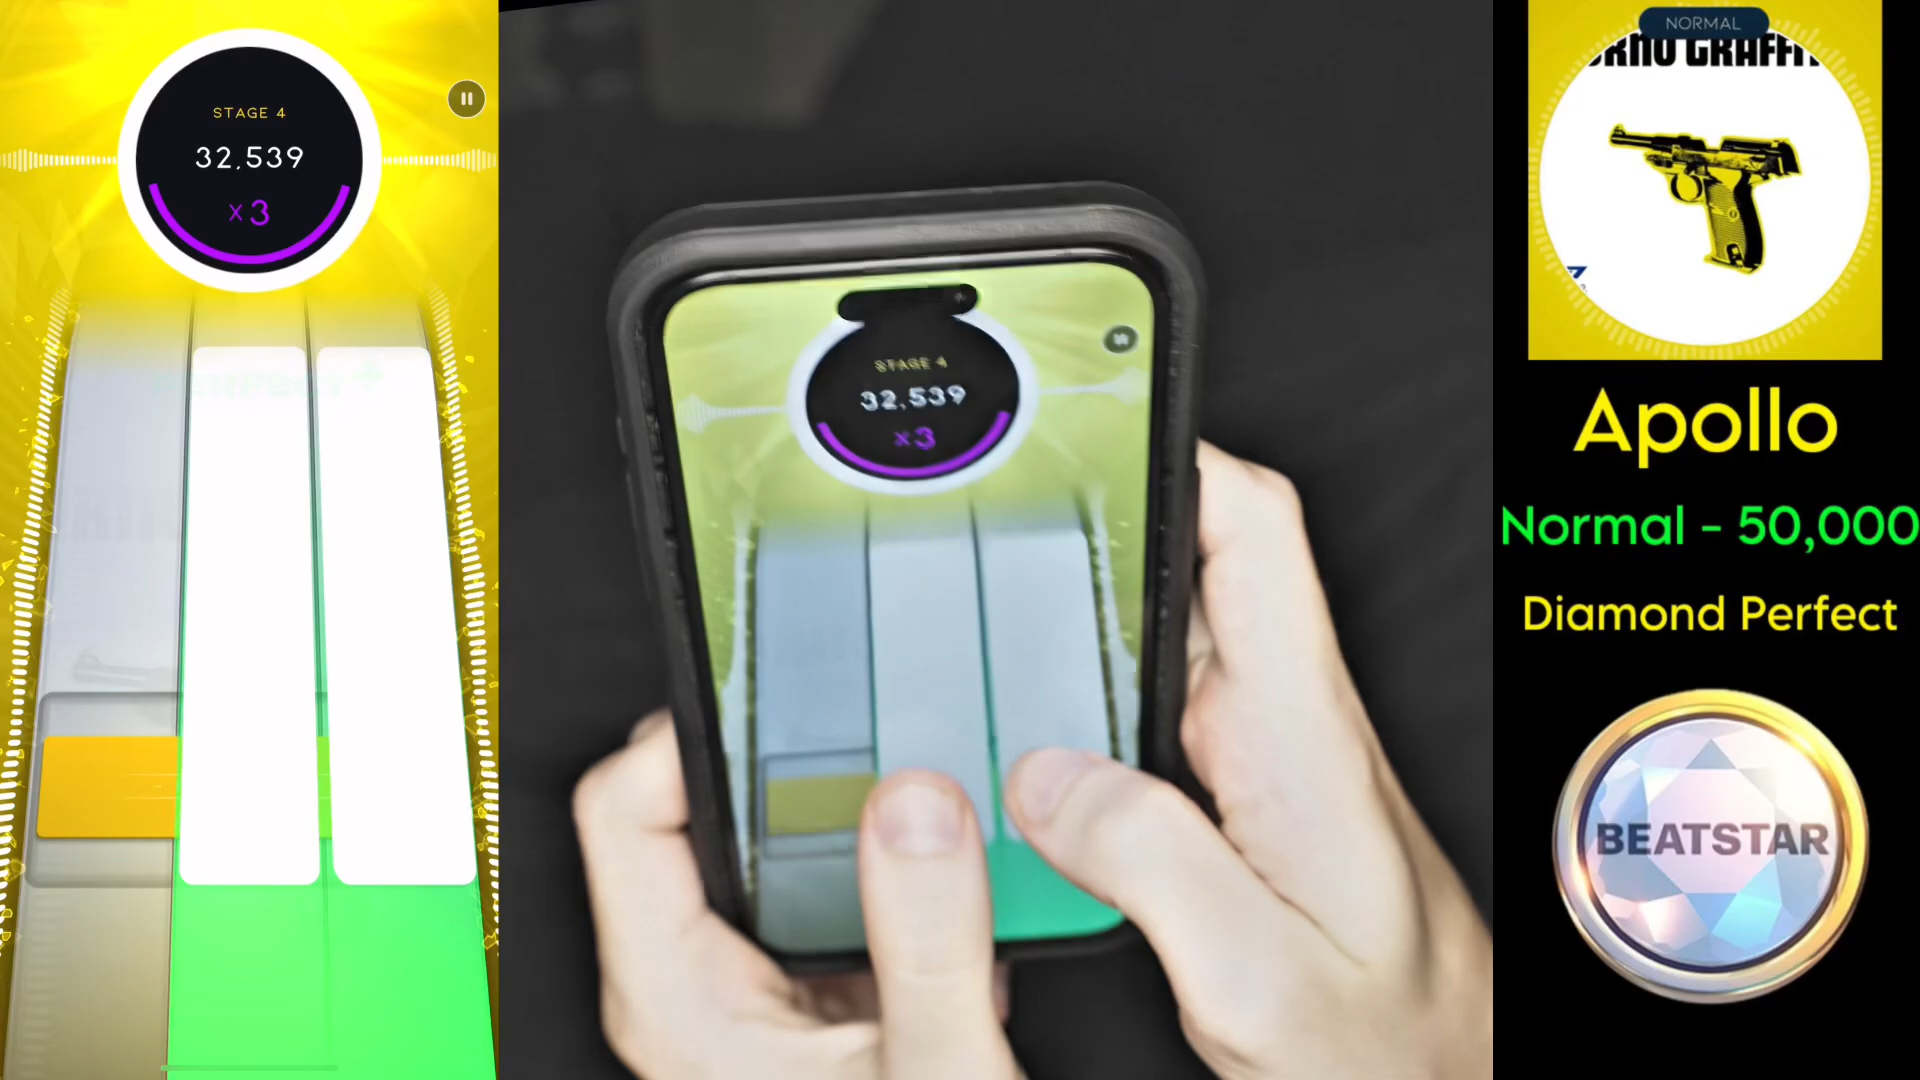 STAGE 4
32,539
x3
STAGE 4
32,539
x3
NORMAL
Apollo
Normal - 50,000
Diamond Perfect
BEATSTAR